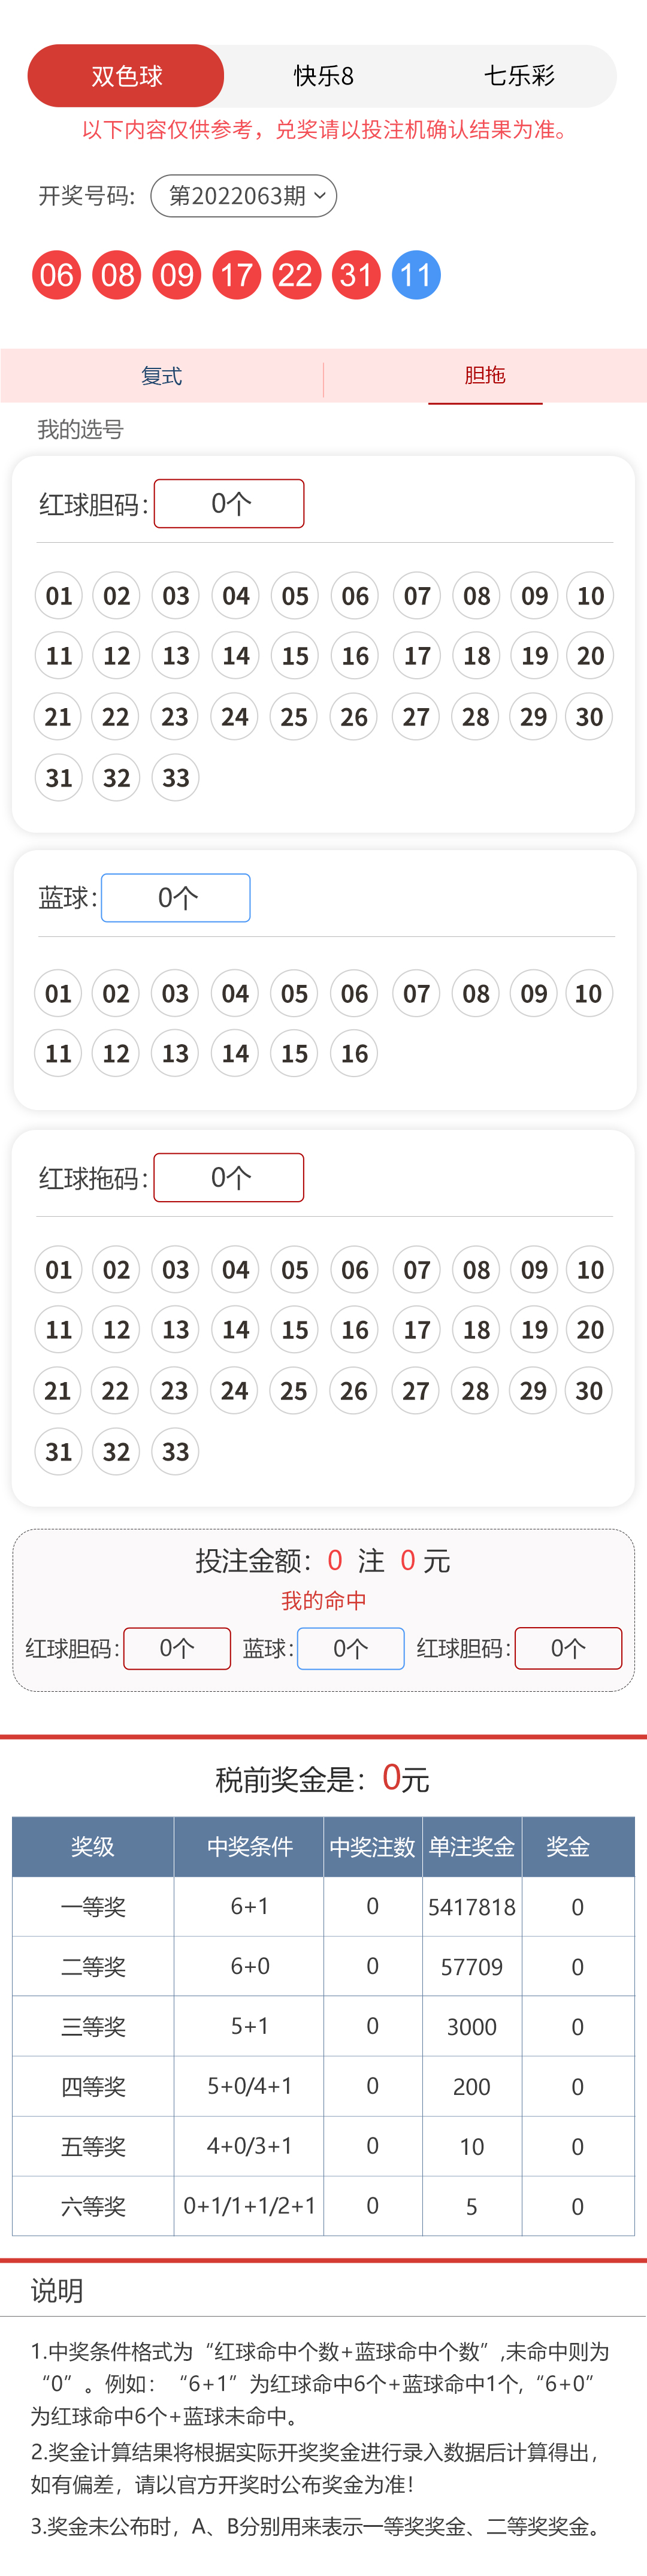 双色球 快乐8 七乐彩
以下内容仅供参考，兑奖请以投注机确认结果为准。
开奖号码： 第2022063期
06 08 09 17 22 31 11
复式 胆拖
我的选号
红球胆码： 0个
01 02 03 04 05 06 07 08 09 10
11 12 13 14 15 16 17 18 19 20
21 22 23 24 25 26 27 28 29 30
31 32 33
蓝球： 0个
01 02 03 04 05 06 07 08 09 10
11 12 13 14 15 16
红球拖码： 0个
01 02 03 04 05 06 07 08 09 10
11 12 13 14 15 16 17 18 19 20
21 22 23 24 25 26 27 28 29 30
31 32 33
投注金额： 0 注 0 元
我的命中
红球胆码： 0个 蓝球： 0个 红球胆码： 0个
税前奖金是：0元
奖级 中奖条件 中奖注数 单注奖金 奖金
一等奖 6+1 0 5417818 0
二等奖 6+0 0 57709 0
三等奖 5+1 0 3000 0
四等奖 5+0/4+1 0 200 0
五等奖 4+0/3+1 0 10 0
六等奖 0+1/1+1/2+1 0 5 0
说明
1.中奖条件格式为“红球命中个数+蓝球命中个数”,未命中则为
“0”。例如：“6+1”为红球命中6个+蓝球命中1个,“6+0”
为红球命中6个+蓝球未命中。
2.奖金计算结果将根据实际开奖奖金进行录入数据后计算得出，
如有偏差，请以官方开奖时公布奖金为准！
3.奖金未公布时，A、B分别用来表示一等奖奖金、二等奖奖金。